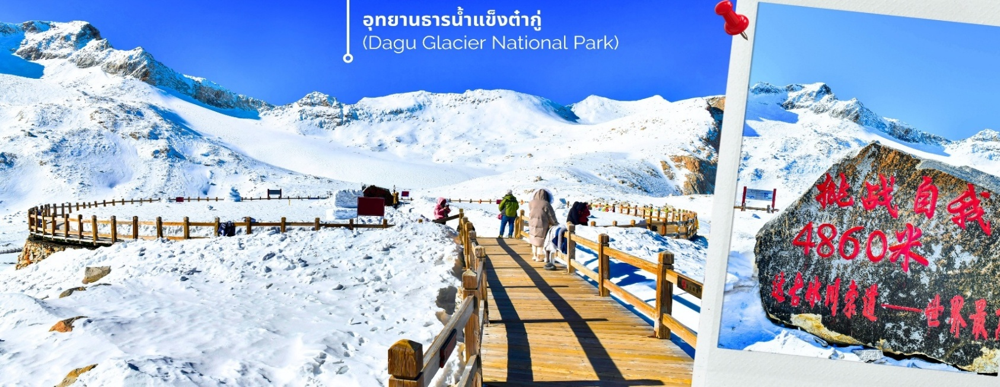 อุทยานธารน้ำแข็งต๋ากู่
(Dagu Glacier National Park)
挑战自我
4860米
达古冰川索道——世界最